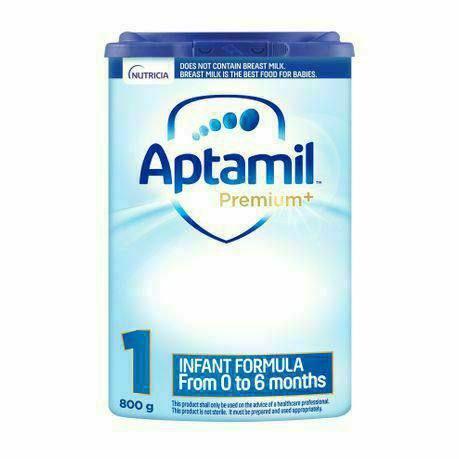 NUTRICIA
DOES NOT CONTAIN BREAST MILK.
BREAST MILK IS THE BEST FOOD FOR BABIES.
Aptamil™
Premium+
1
INFANT FORMULA
From 0 to 6 months
800 g
This product shall only be used on the advice of a healthcare professional.
This product is not sterile. It must be prepared and used appropriately.